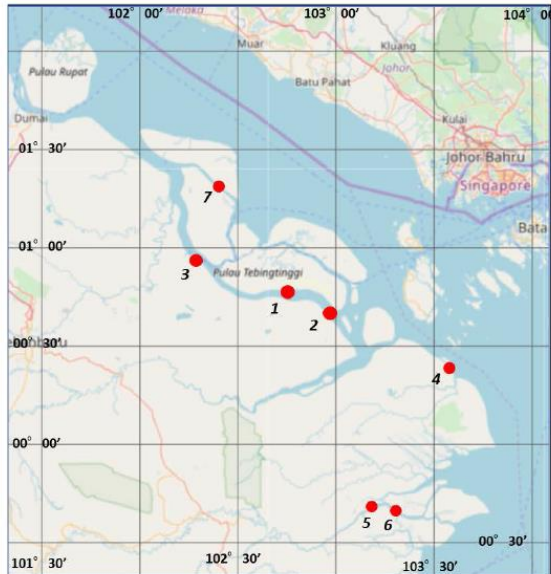 102° 00’
103° 00’
104° 00
Melaka
Muar
Kluang
Pulau Rupat
Johor
Batu Pahat
Dumai
Kulai
01° 30’
Johor Bahru
Singapore
7
Bata
01° 00’
3
Pulau Tebingtinggi
1
2
00° 30’
4
00° 00’
5
6
00° 30’
101° 30’
102° 30’
103° 30’